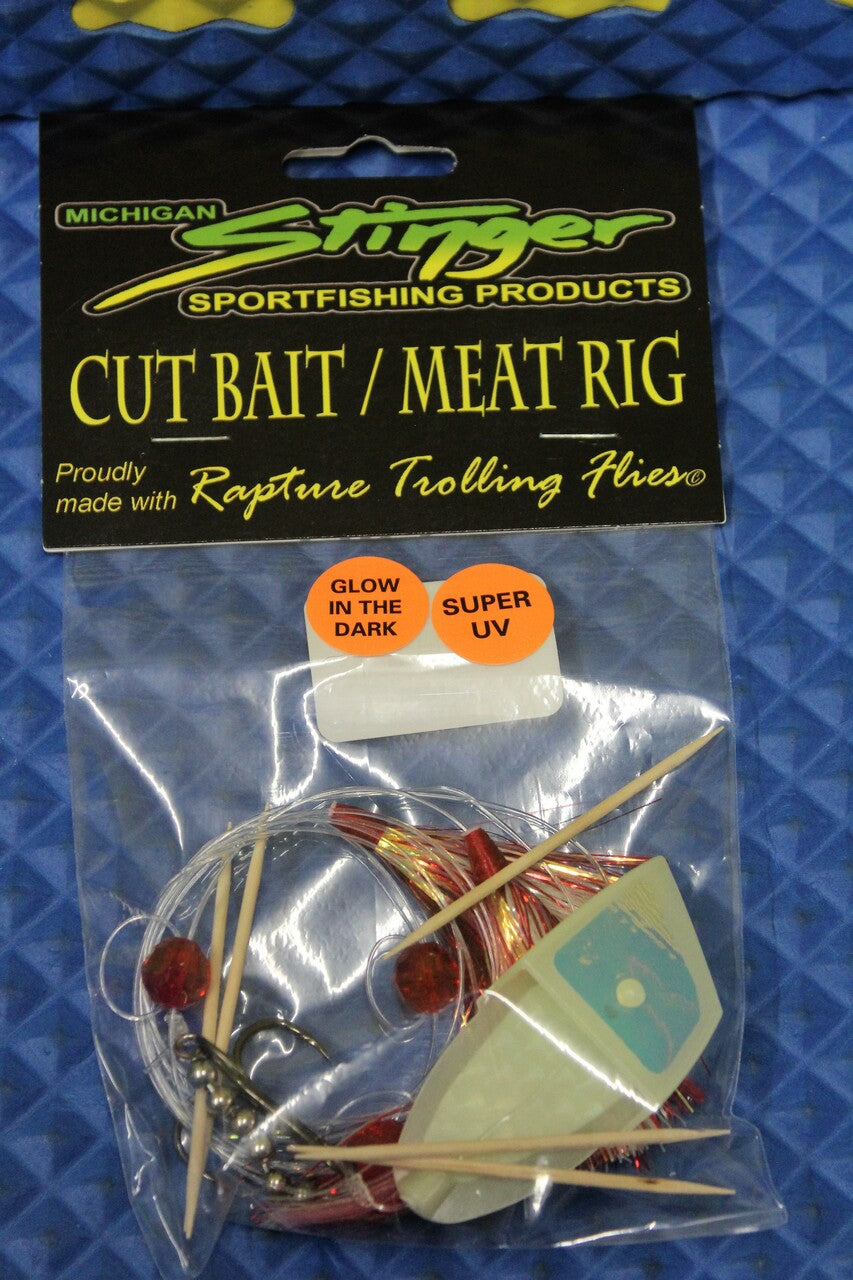 MICHIGAN Stinger
SPORTFISHING PRODUCTS
CUT BAIT / MEAT RIG
Proudly
made with Rapture Trolling Flies©
GLOW
IN THE
DARK
SUPER
UV